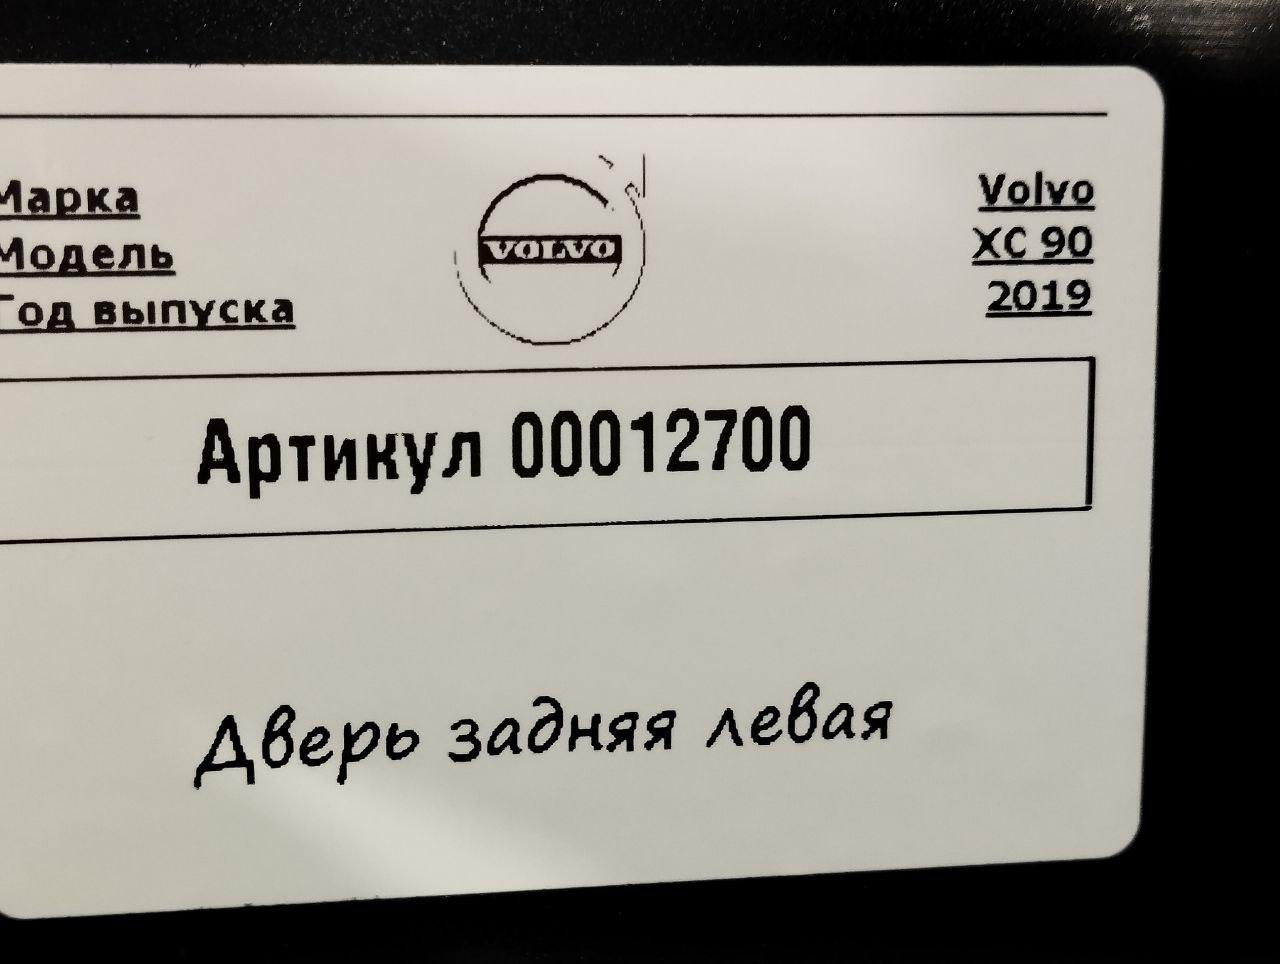 Марка Volvo
Модель XC 90
Год выпуска 2019
VOLVO
Артикул 00012700
Дверь задняя левая